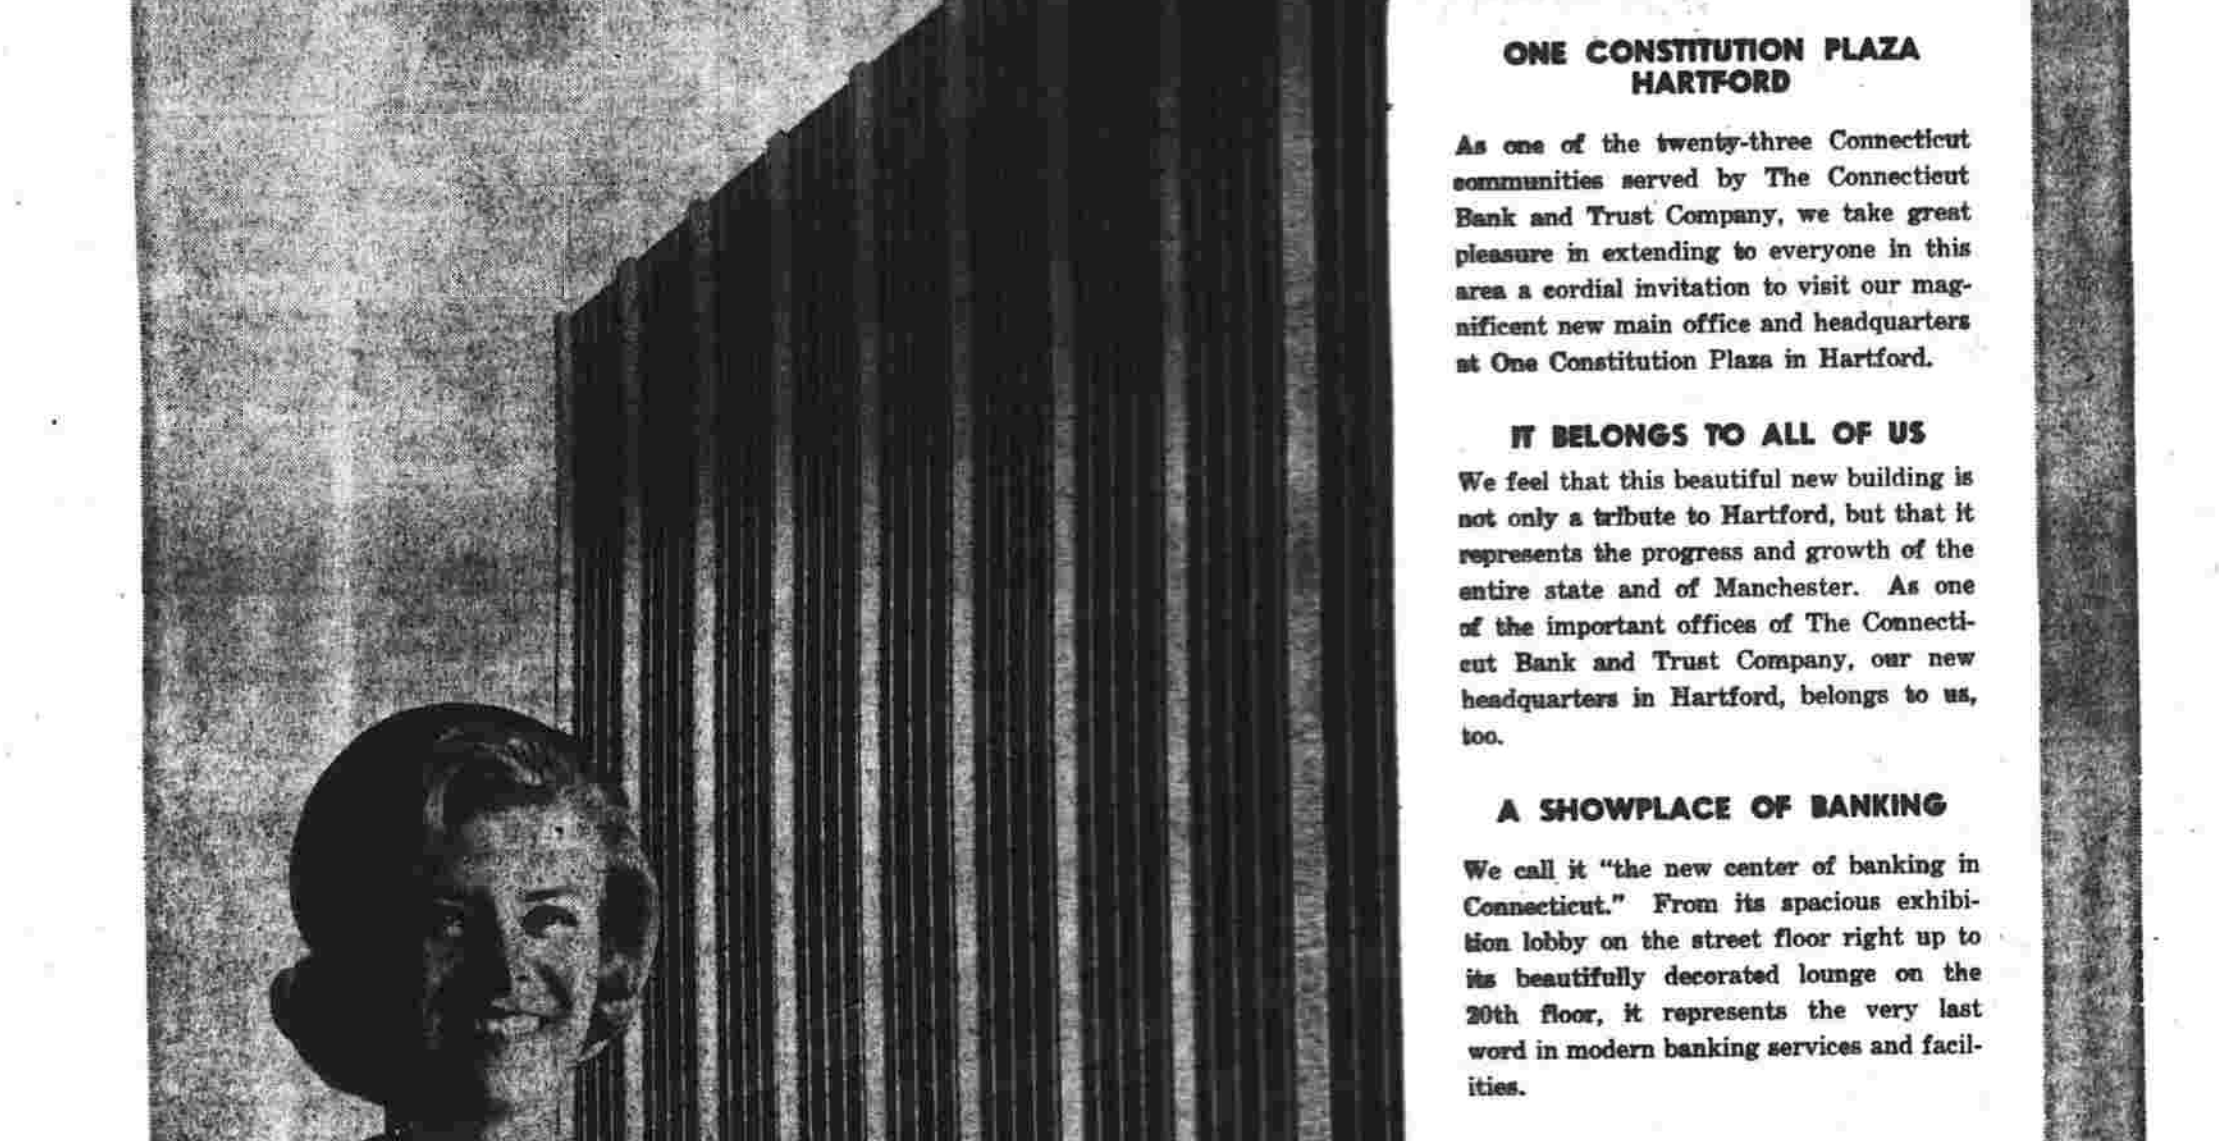 ONE CONSTITUTION PLAZA
HARTFORD
As one of the twenty-three Connecticut
communities served by The Connecticut
Bank and Trust Company, we take great
pleasure in extending to everyone in this
area a cordial invitation to visit our mag-
nificent new main office and headquarters
at One Constitution Plaza in Hartford.
IT BELONGS TO ALL OF US
We feel that this beautiful new building is
not only a tribute to Hartford, but that it
represents the progress and growth of the
entire state and of Manchester. As one
of the important offices of The Connecti-
cut Bank and Trust Company, our new
headquarters in Hartford, belongs to us,
too.
A SHOWPLACE OF BANKING
We call it “the new center of banking in
Connecticut.” From its spacious exhibi-
tion lobby on the street floor right up to
its beautifully decorated lounge on the
20th floor, it represents the very last
word in modern banking services and facil-
ities.